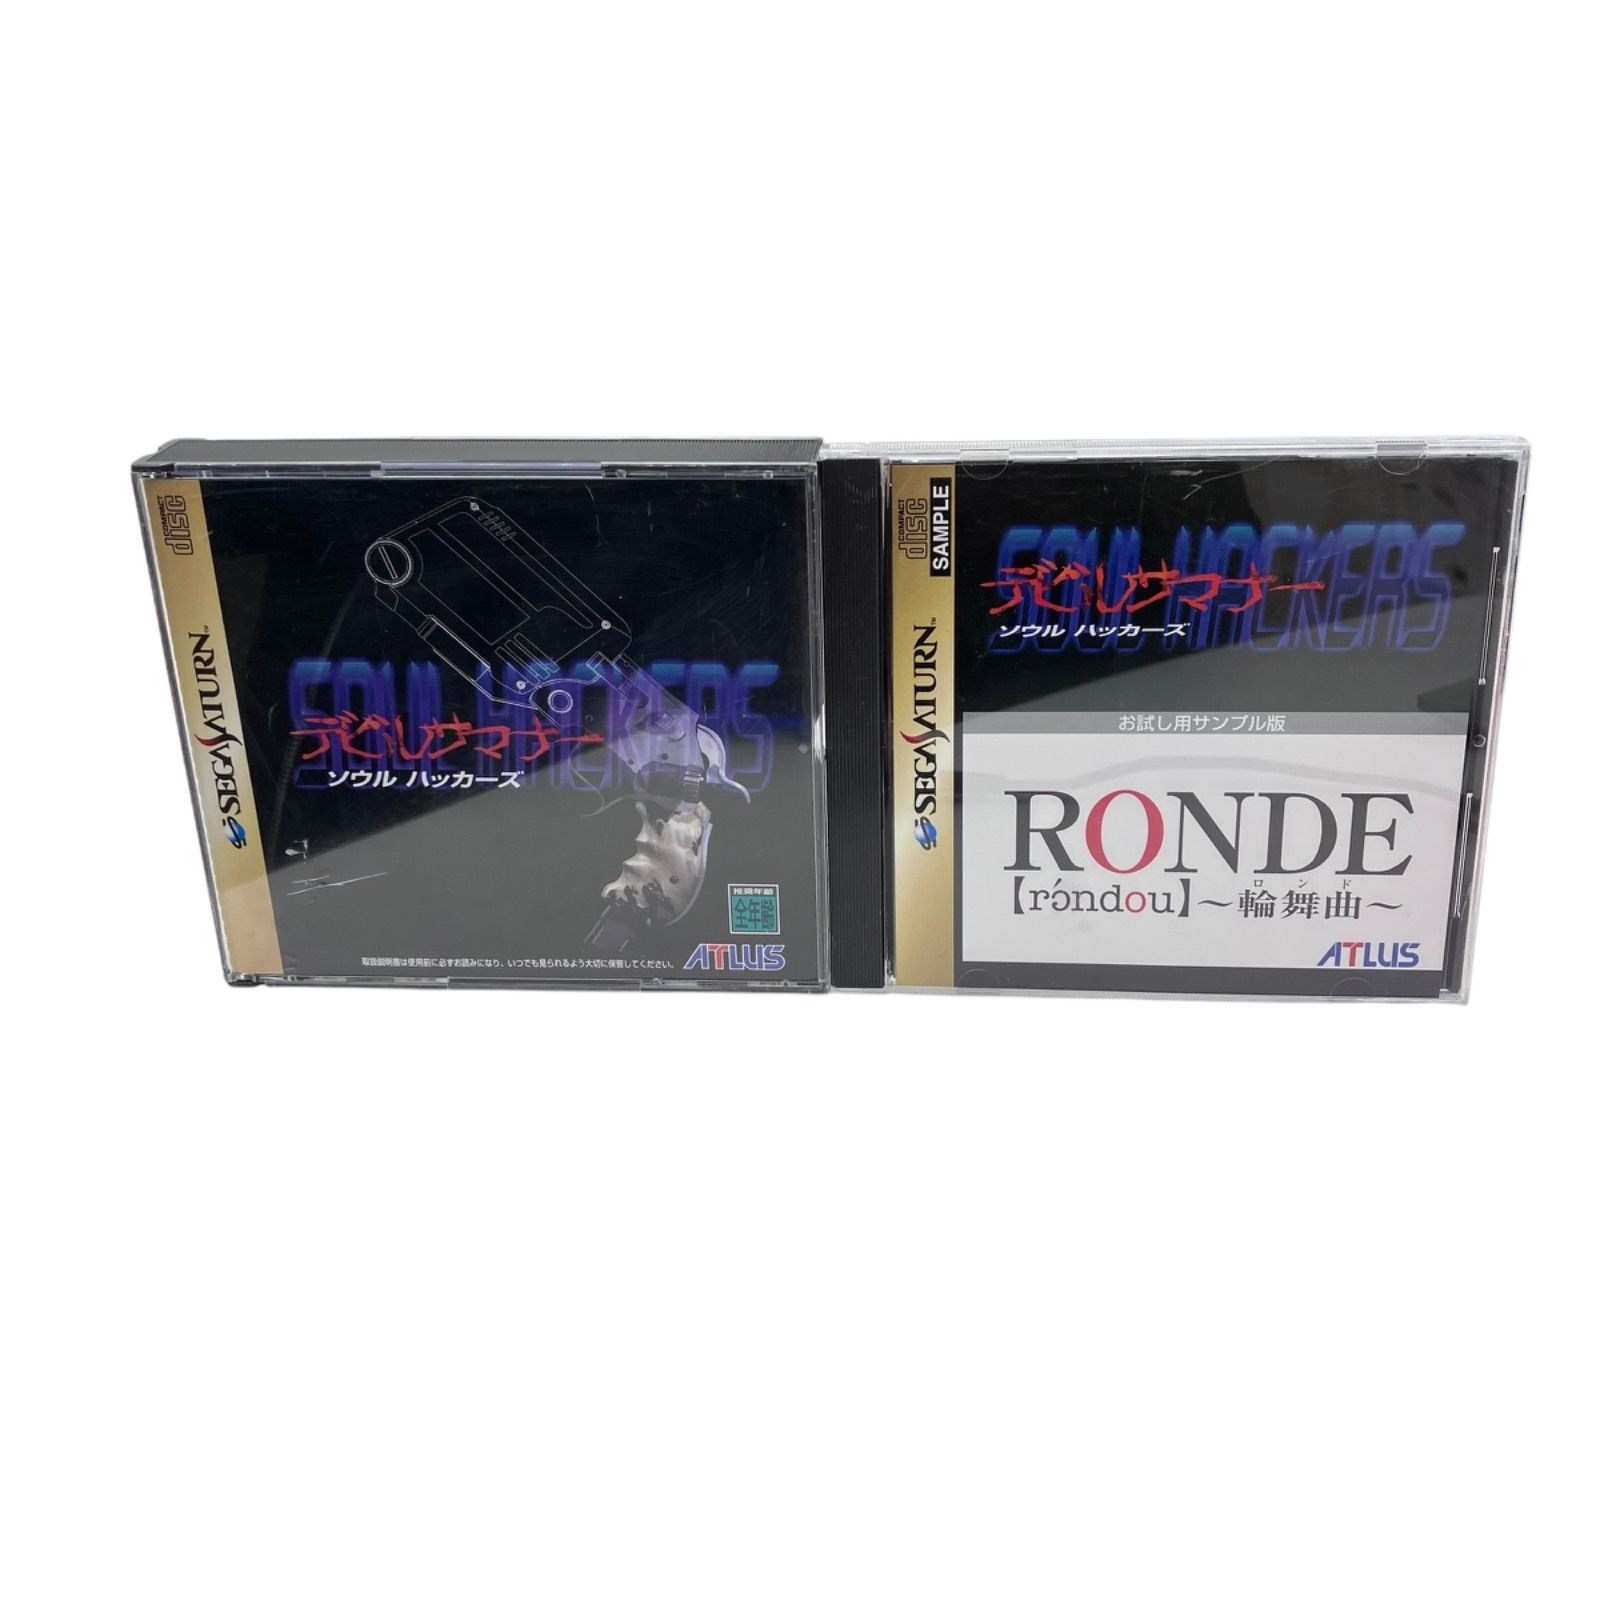 COMPACT
disc
SEGA SATURN™
SOUL HACKERS
デビルサマナー
ソウル ハッカーズ
推奨年齢
全年齢
取扱説明書は使用前に必ずお読みになり、いつでも見られるよう大切に保管してください。
ATLUS
COMPACT
disc
SAMPLE
SEGA SATURN™
SOUL HACKERS
デビルサマナー
ソウル ハッカーズ
お試し用サンプル版
RONDE
ロンド
【rɔ́ndou】～輪舞曲～
ATLUS